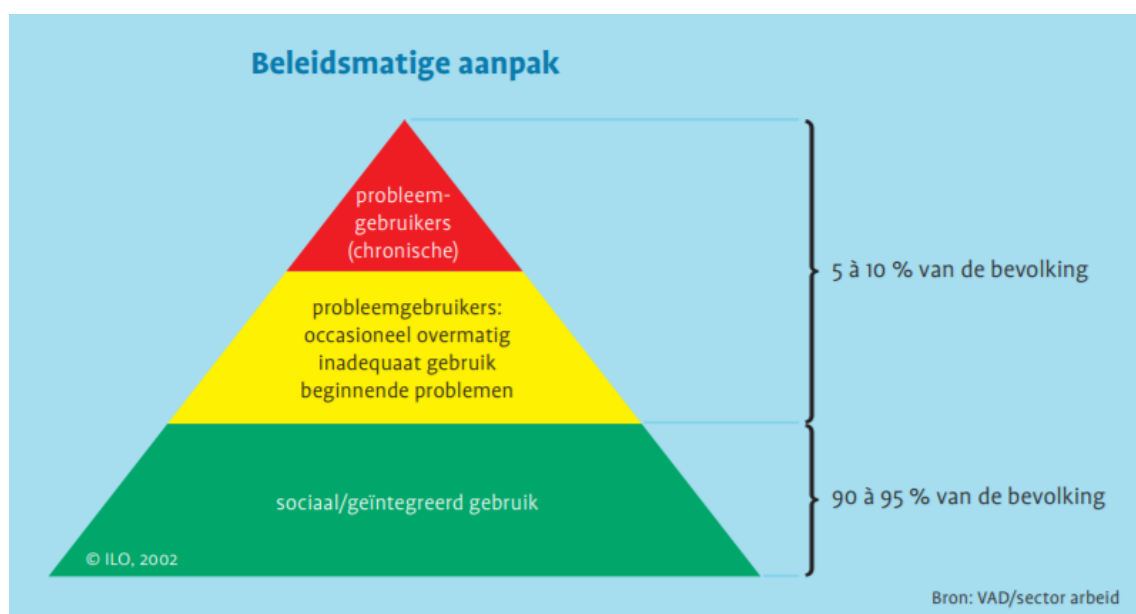 Beleidsmatige aanpak
probleem-
gebruikers
(chronische)
5 à 10 % van de bevolking
probleemgebruikers:
occasioneel overmatig
inadequaat gebruik
beginnende problemen
sociaal/geïntegreerd gebruik
90 à 95 % van de bevolking
© ILO, 2002
Bron: VAD/sector arbeid